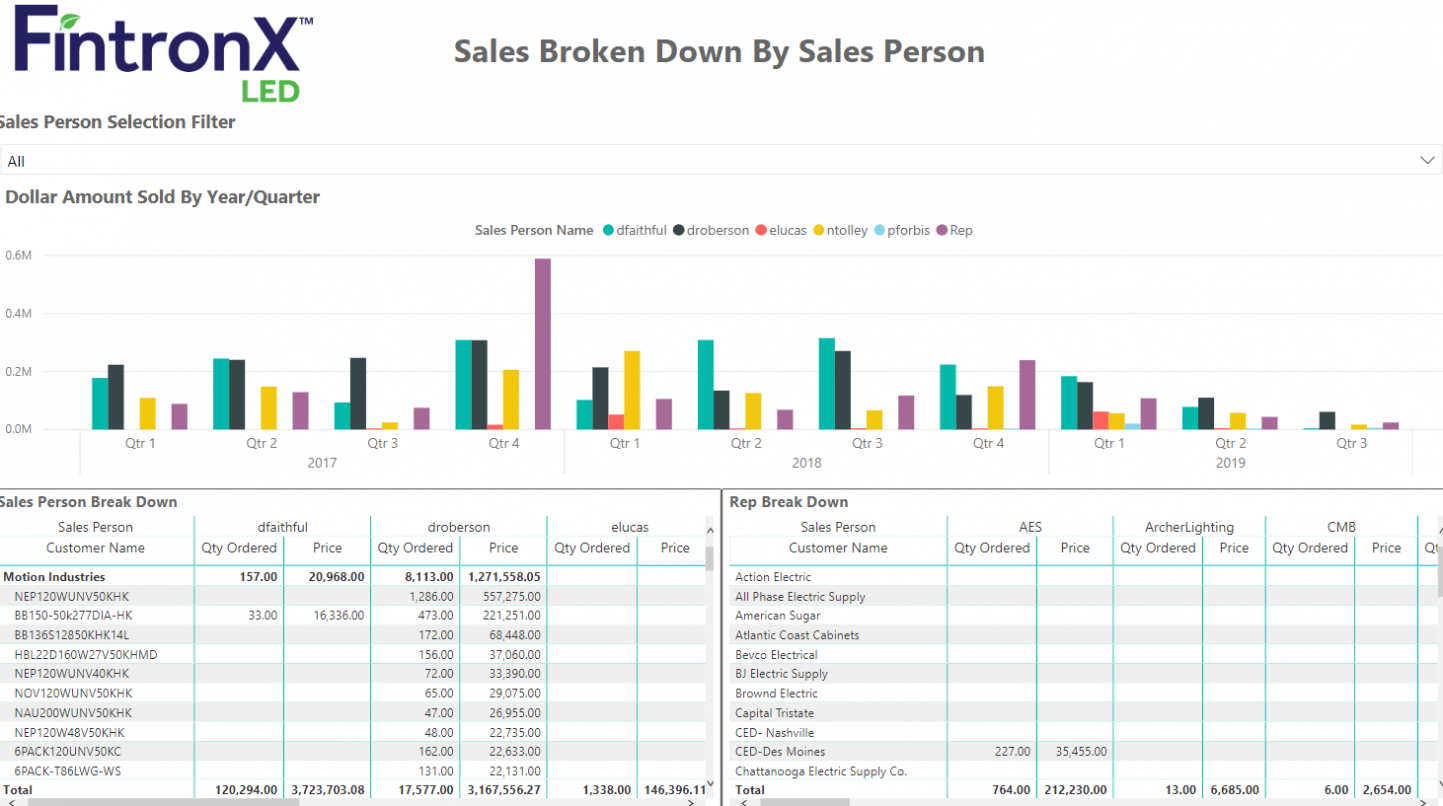 FintronX™
LED
Sales Broken Down By Sales Person
Sales Person Selection Filter
All
Dollar Amount Sold By Year/Quarter
Sales Person Name dfaithful droberson elucas ntolley pforbis Rep
0.6M
0.4M
0.2M
0.0M
Qtr 1 Qtr 2 Qtr 3 Qtr 4 Qtr 1 Qtr 2 Qtr 3 Qtr 4 Qtr 1 Qtr 2 Qtr 3
2017 2018 2019
Sales Person Break Down
Sales Person dfaithful droberson elucas
Customer Name Qty Ordered Price Qty Ordered Price Qty Ordered Price
Motion Industries 157.00 20,968.00 8,113.00 1,271,558.05
NEP120WUNV50KHK 1,286.00 557,275.00
BB150-50k277DIA-HK 33.00 16,336.00 473.00 221,251.00
BB136S12850KHK14L 172.00 68,448.00
HBL22D160W27V50KHMD 156.00 37,060.00
NEP120WUNV40KHK 72.00 33,390.00
NOV120WUNV50KHK 65.00 29,075.00
NAU200WUNV50KHK 47.00 26,955.00
NEP120W48V50KHK 48.00 22,735.00
6PACK120UNV50KC 162.00 22,633.00
6PACK-T86LWG-WS 131.00 22,131.00
Total 120,294.00 3,723,703.08 17,577.00 3,167,556.27 1,338.00 146,396.11
Rep Break Down
Sales Person AES ArcherLighting CMB
Customer Name Qty Ordered Price Qty Ordered Price Qty Ordered Price Qt
Action Electric
All Phase Electric Supply
American Sugar
Atlantic Coast Cabinets
Bevco Electrical
BJ Electric Supply
Brownd Electric
Capital Tristate
CED- Nashville
CED-Des Moines 227.00 35,455.00
Chattanooga Electric Supply Co.
Total 764.00 212,230.00 13.00 6,685.00 6.00 2,654.00